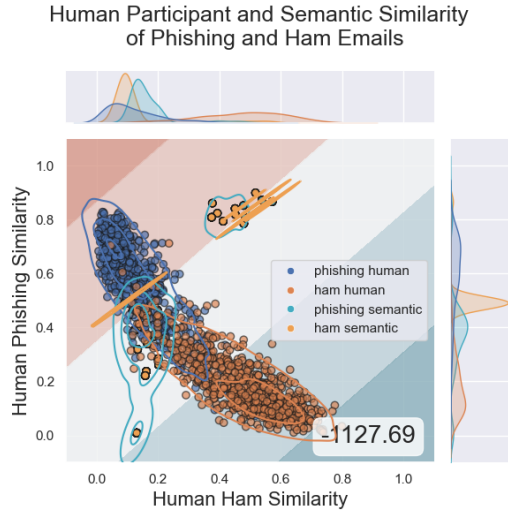 Human Participant and Semantic Similarity
of Phishing and Ham Emails
1.0
0.8
0.6
0.4
0.2
0.0
Human Phishing Similarity
phishing human
ham human
phishing semantic
ham semantic
-1127.69
0.0 0.2 0.4 0.6 0.8 1.0
Human Ham Similarity